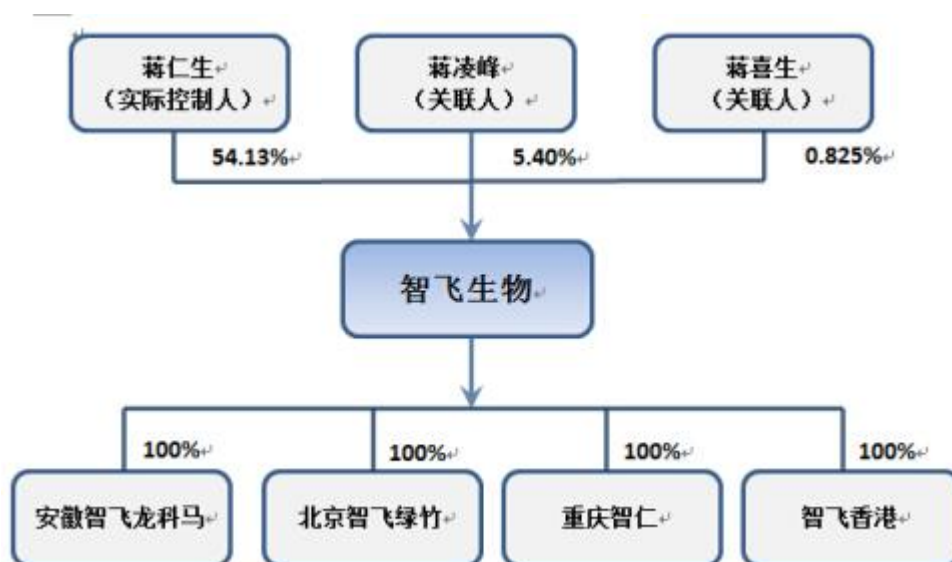 蒋仁生
（实际控制人）
蒋凌峰
（关联人）
蒋喜生
（关联人）
54.13%
5.40%
0.825%
智飞生物
100%
100%
100%
100%
安徽智飞龙科马
北京智飞绿竹
重庆智仁
智飞香港